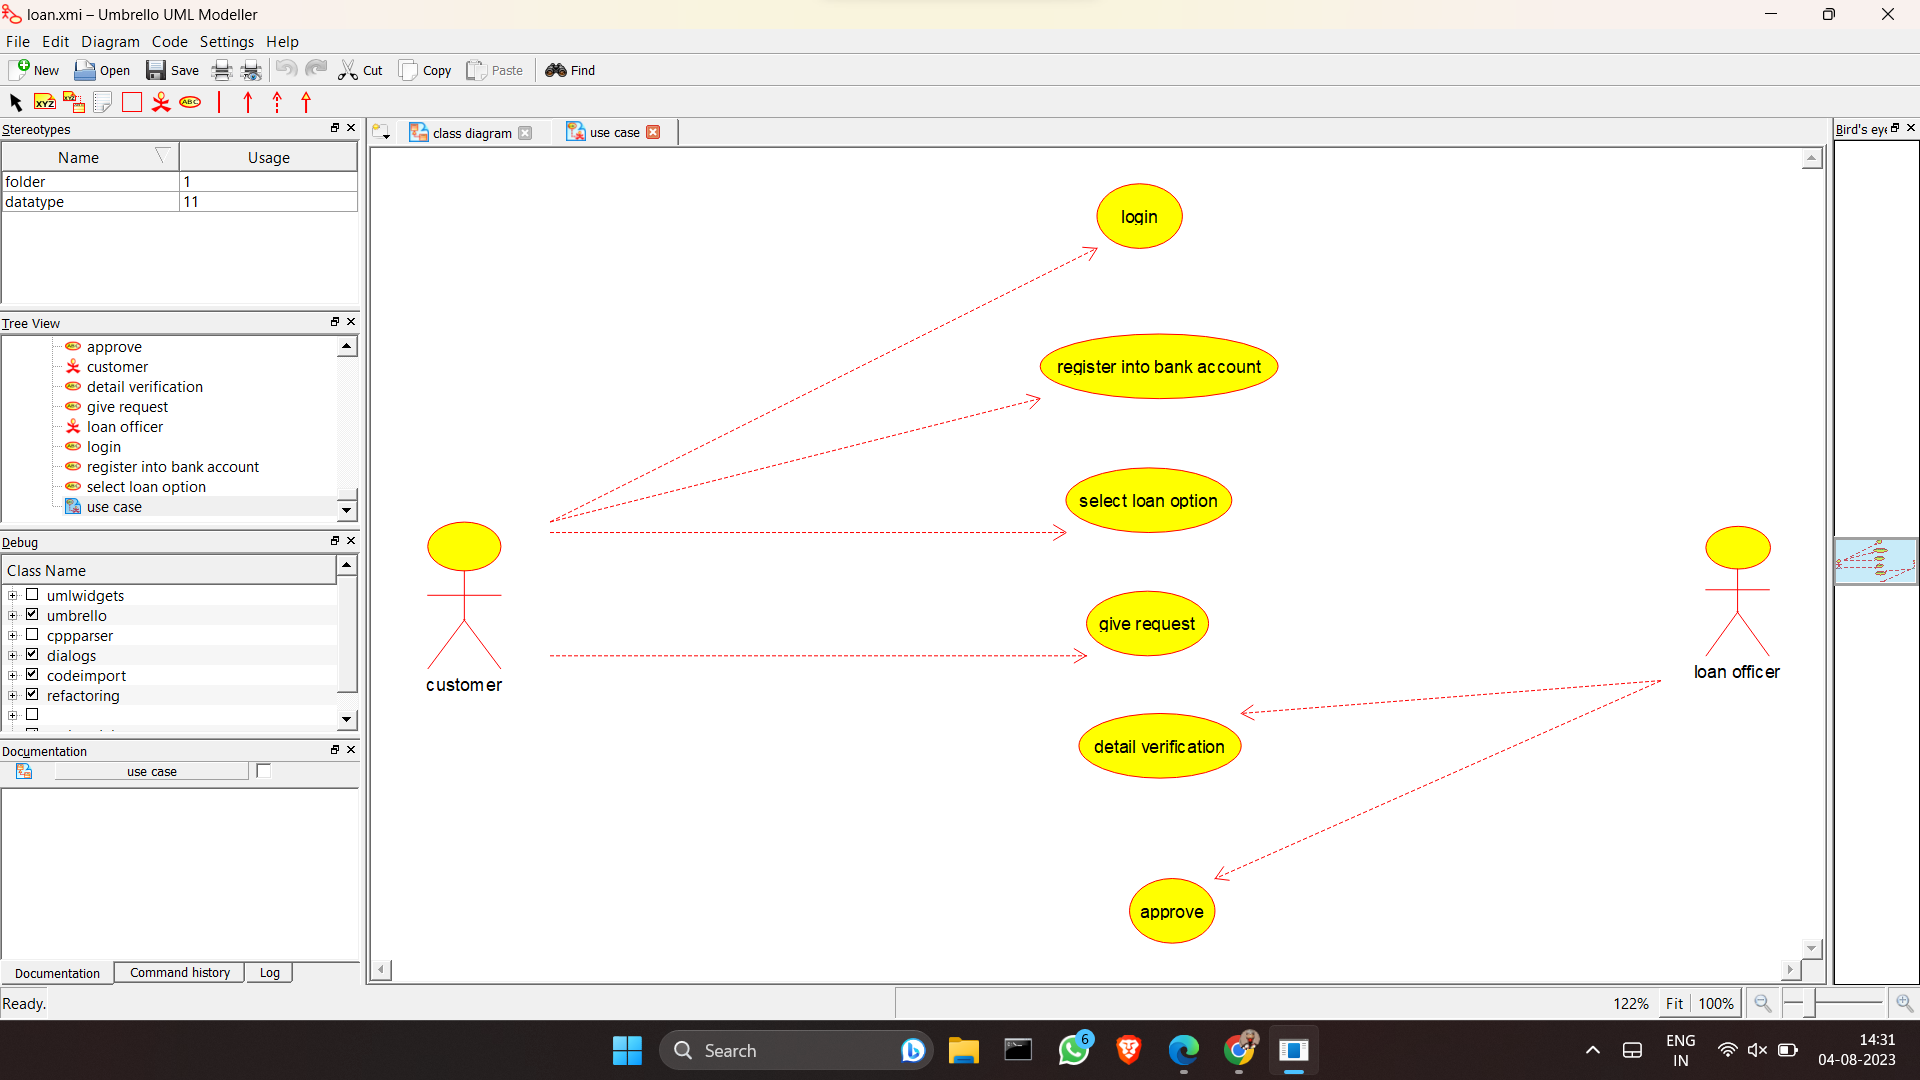 loan.xmi – Umbrello UML Modeller
File Edit Diagram Code Settings Help
New Open Save Cut Copy Paste Find
XYZ XYZ ABC
Stereotypes
Name Usage
folder 1
datatype 11
Tree View
approve
customer
detail verification
give request
loan officer
login
register into bank account
select loan option
use case
Debug
Class Name
umlwidgets
umbrello
cppparser
dialogs
codeimport
refactoring
Documentation
use case
Documentation Command history Log
Ready.
class diagram use case
login
register into bank account
select loan option
give request
customer
loan officer
detail verification
approve
Bird's eye
122% Fit 100%
Search
6
ENG
IN
14:31
04-08-2023